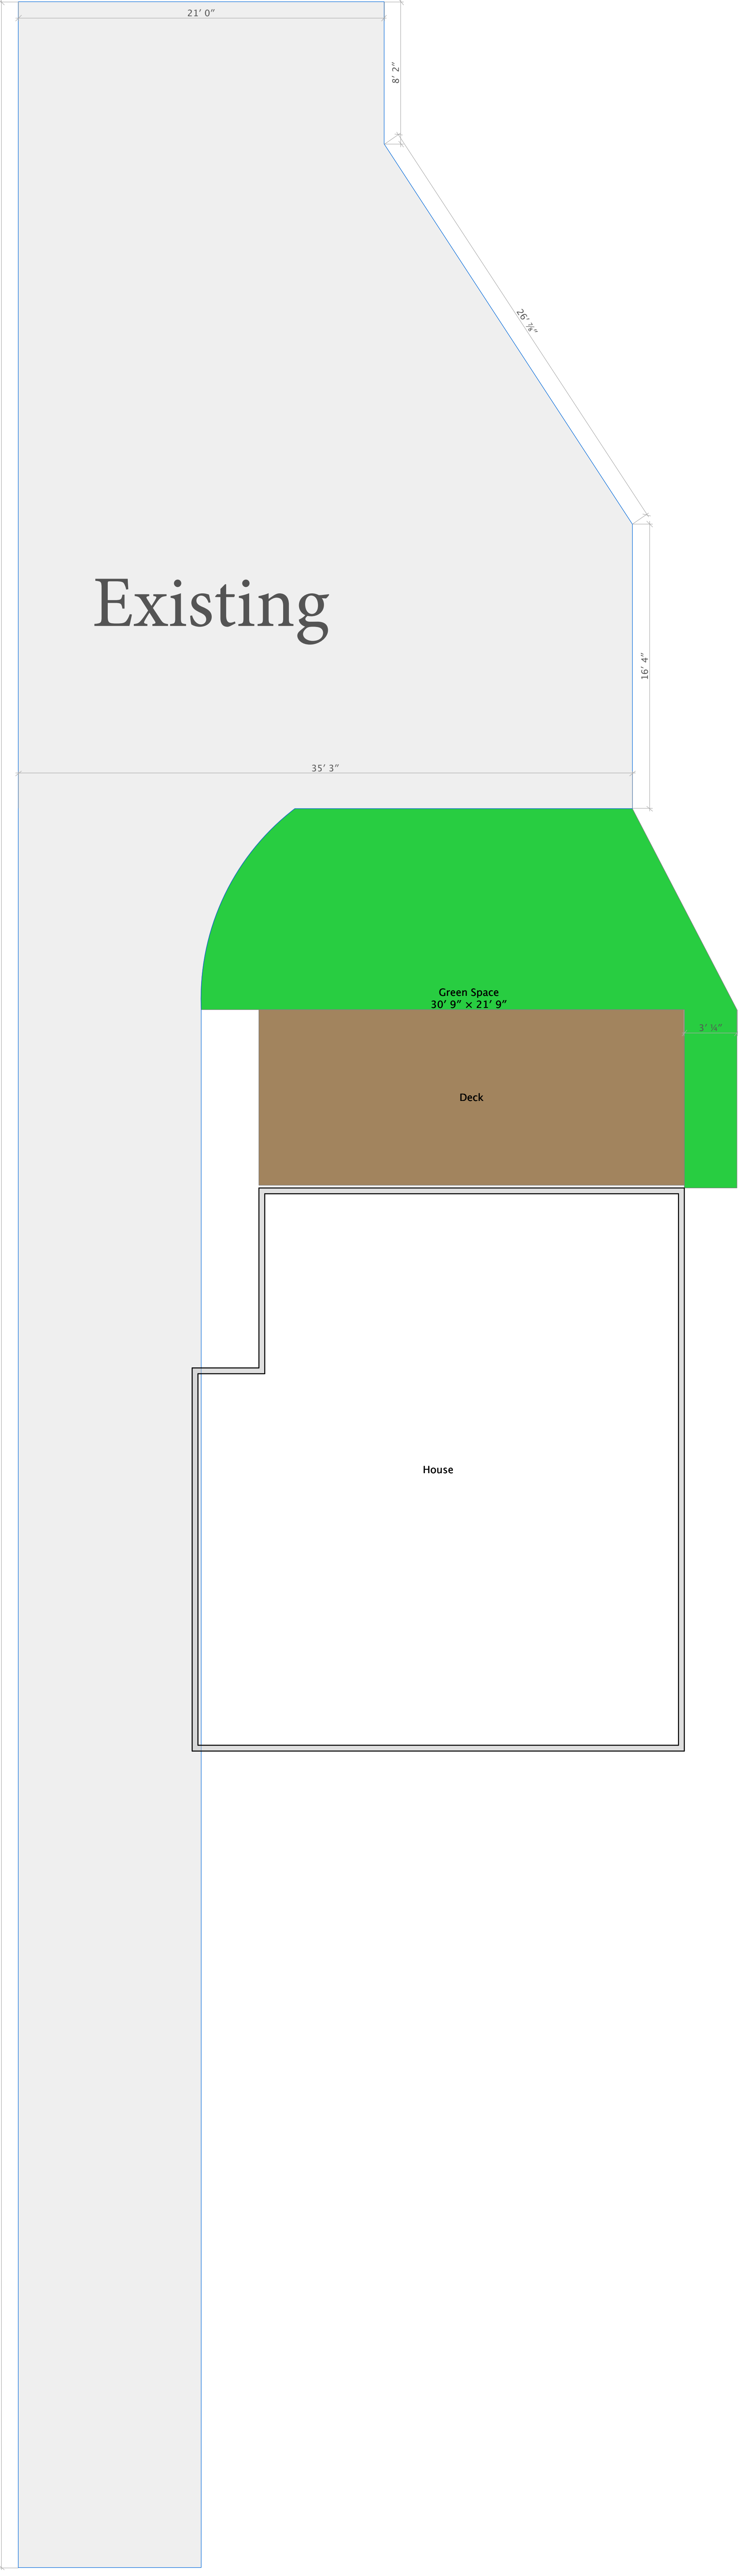 21’ 0”
8’ 2”
26’ ⅞”
Existing
16’ 4”
35’ 3”
Green Space
30’ 9” × 21’ 9”
3’ ¼”
Deck
House